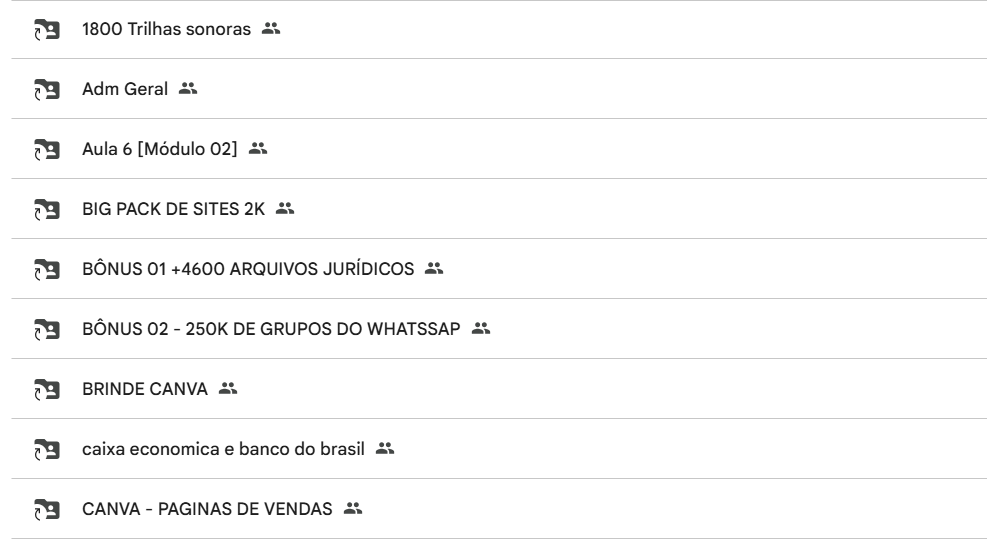 1800 Trilhas sonoras
Adm Geral
Aula 6 [Módulo 02]
BIG PACK DE SITES 2K
BÔNUS 01 +4600 ARQUIVOS JURÍDICOS
BÔNUS 02 - 250K DE GRUPOS DO WHATSSAP
BRINDE CANVA
caixa economica e banco do brasil
CANVA - PAGINAS DE VENDAS